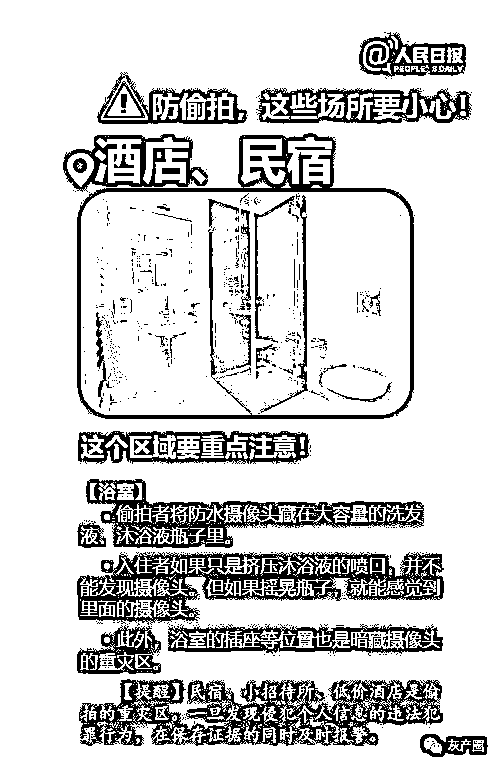 @人民日报
PEOPLE'S DAILY
防偷拍，这些场所要小心！
酒店、民宿
这个区域要重点注意！
【浴室】
偷拍者将防水摄像头藏在大容量的洗发
液、沐浴液瓶子里。
入住者如果只是挤压沐浴液的喷口，并不
能发现摄像头。但如果摇晃瓶子，就能感觉到
里面的摄像头。
此外，浴室的插座等位置也是暗藏摄像头
的重灾区。
【提醒】民宿、小招待所、低价酒店是偷
拍的重灾区，一旦发现侵犯个人信息的违法犯
罪行为，在保存证据的同时及时报警。
灰产圈